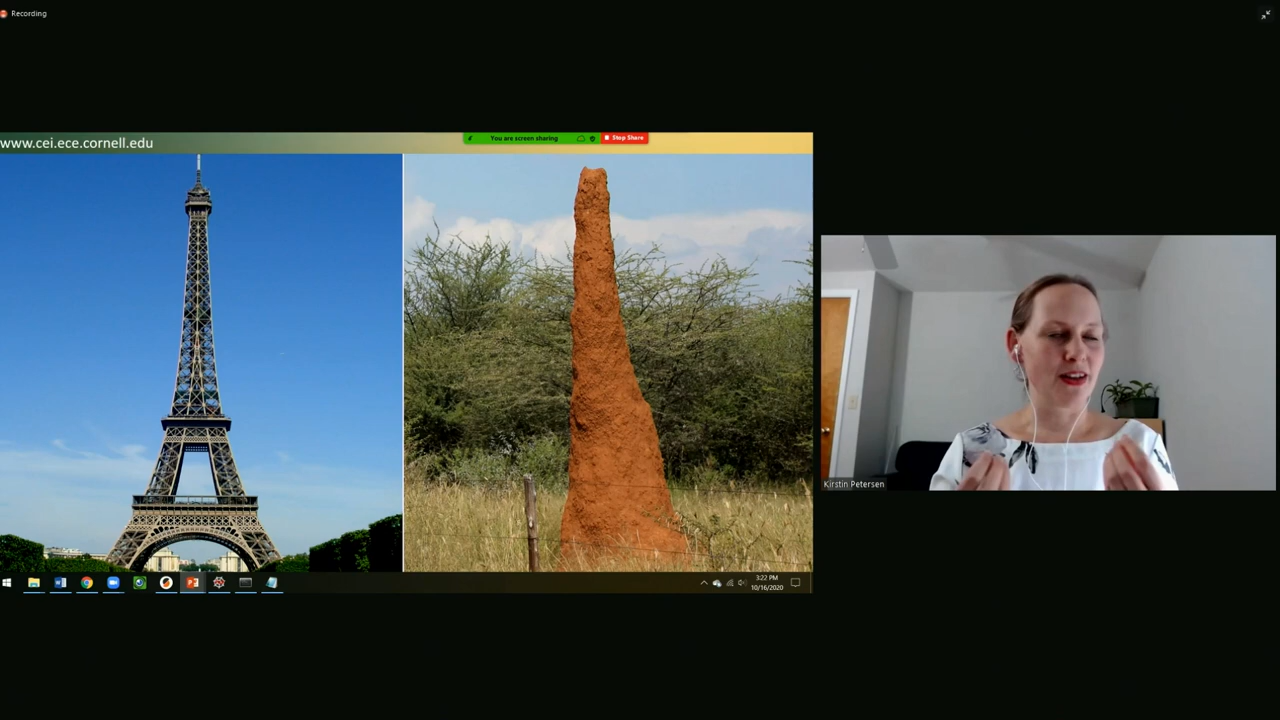 Recording
www.cei.ece.cornell.edu
You are screen sharing
Stop Share
Kirstin Petersen
3:22 PM
10/16/2020